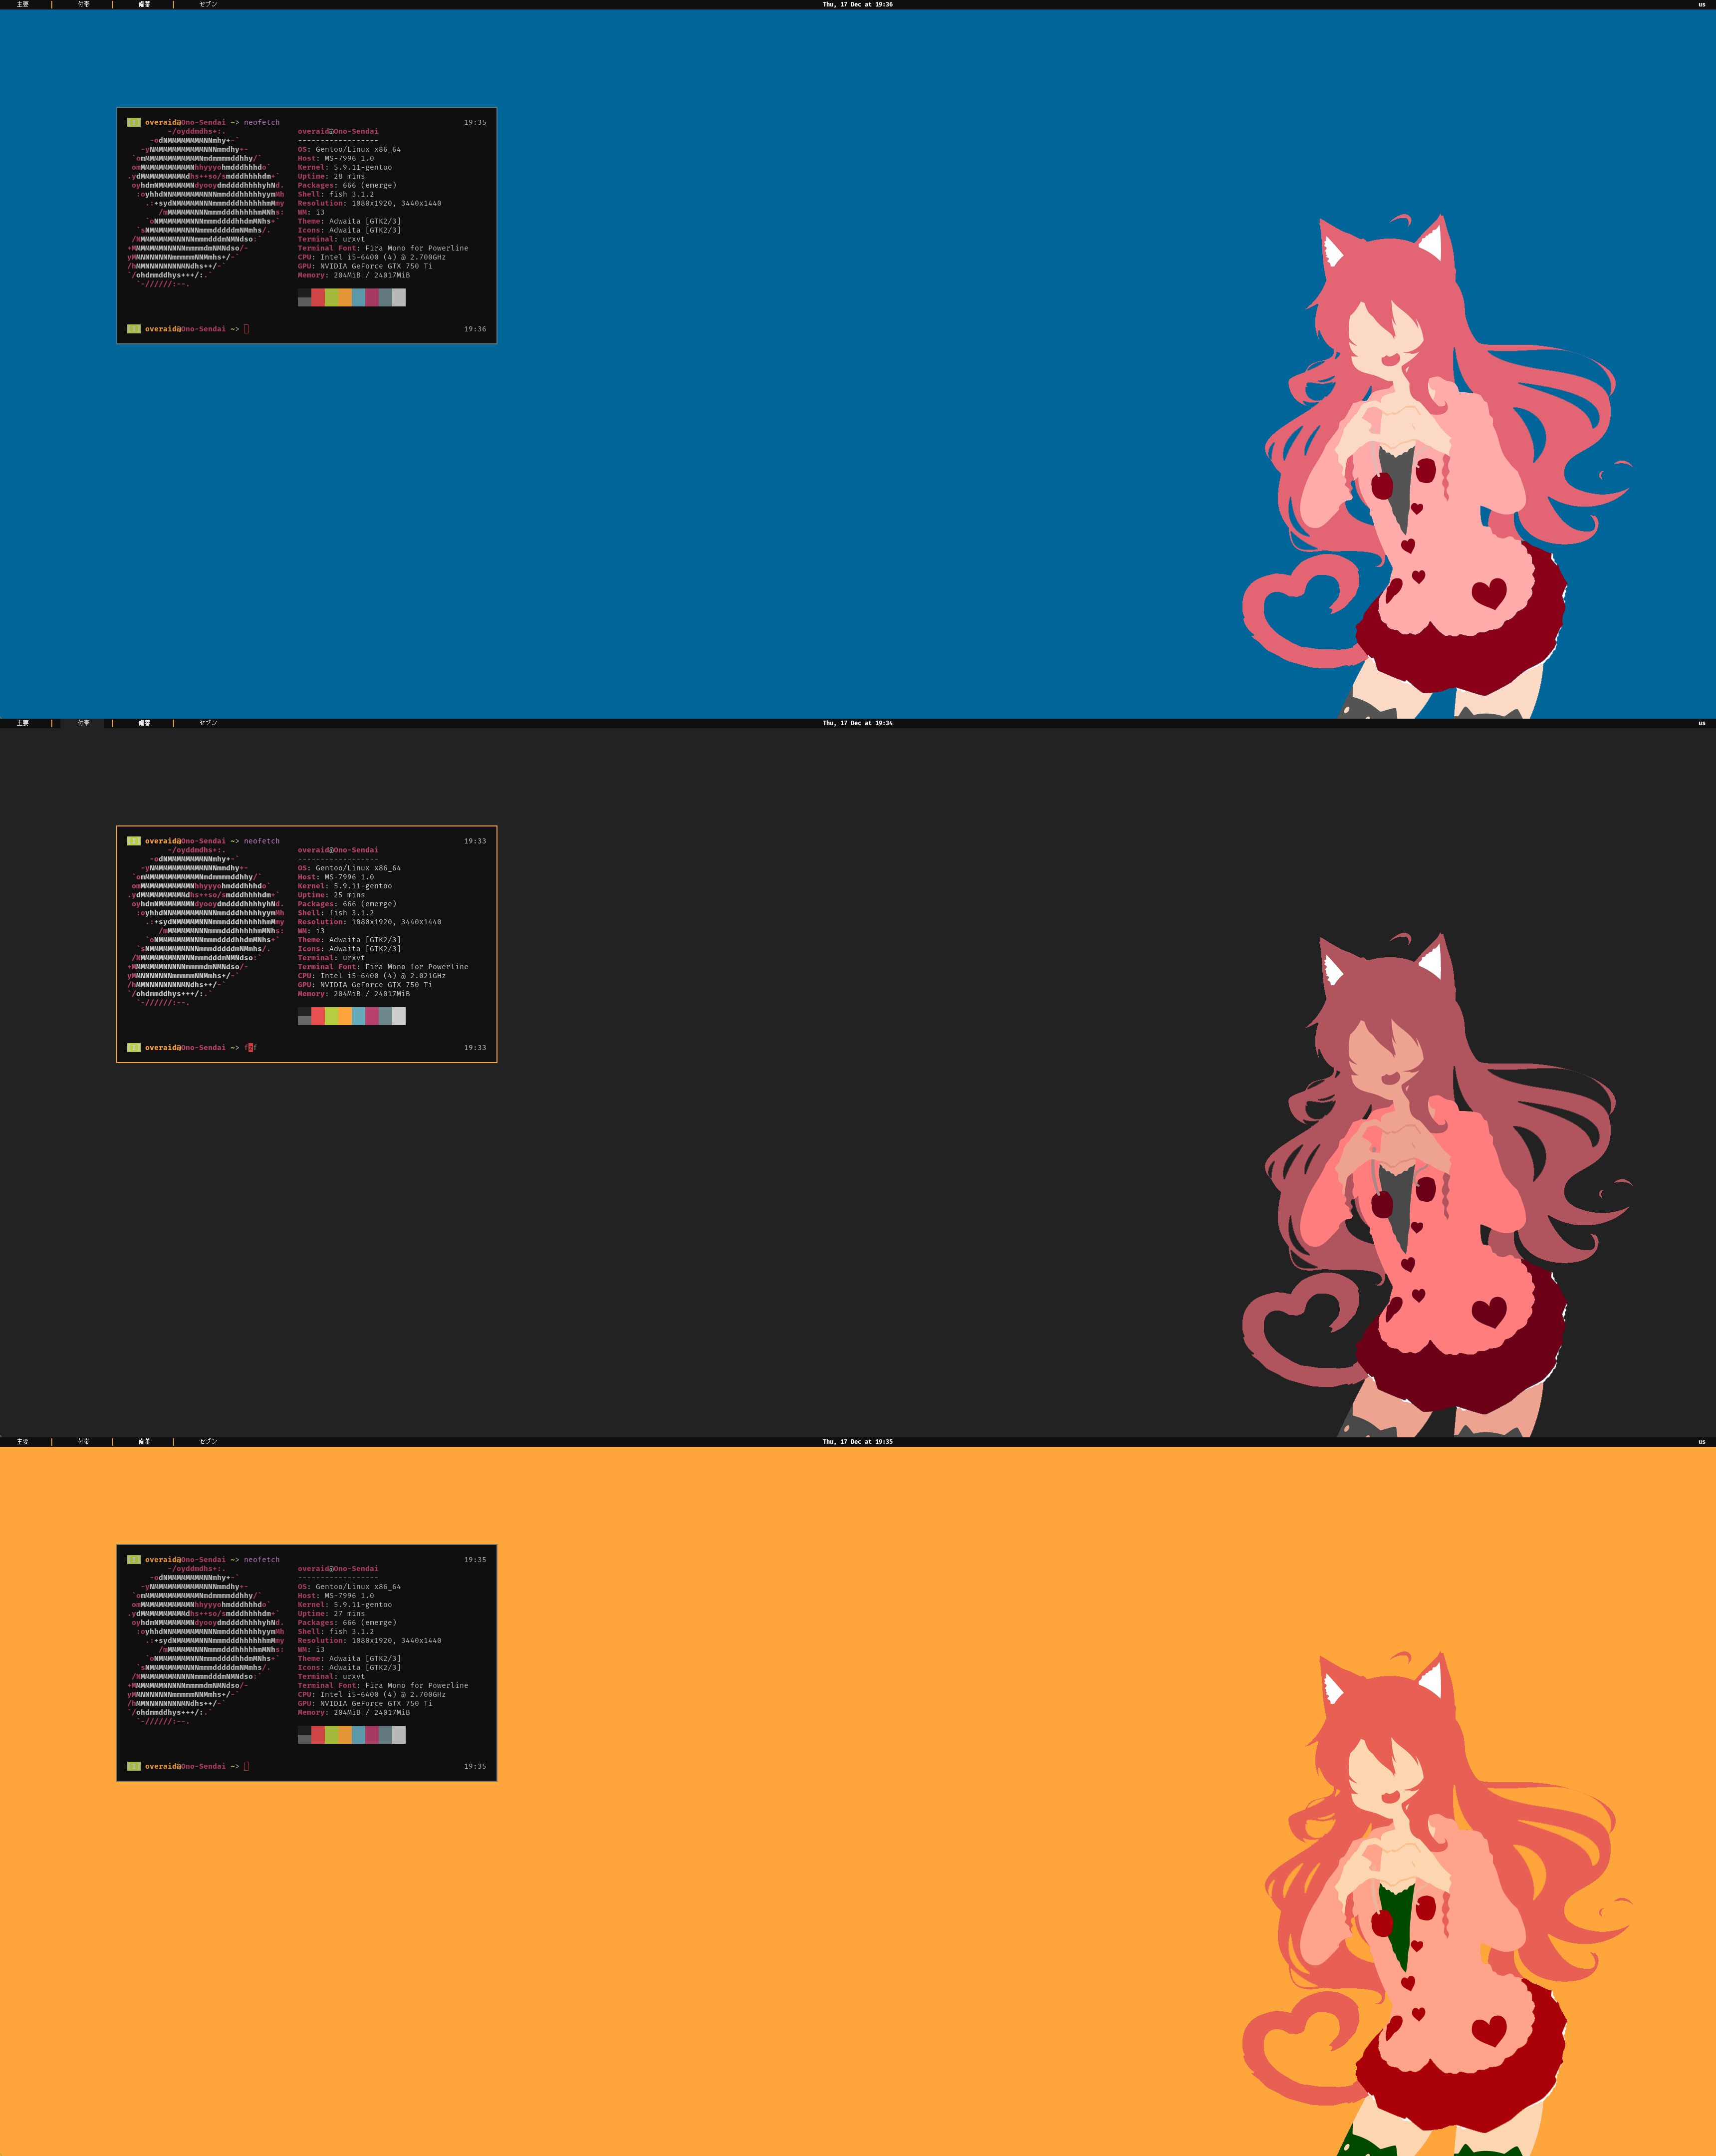 主要 | 付帯 | 備蓄 | セブン Thu, 17 Dec at 19:36 us
overaid@Ono-Sendai ~> neofetch 19:35
overaid@Ono-Sendai
------------------
OS: Gentoo/Linux x86_64
Host: MS-7996 1.0
Kernel: 5.9.11-gentoo
Uptime: 28 mins
Packages: 666 (emerge)
Shell: fish 3.1.2
Resolution: 1080x1920, 3440x1440
WM: i3
Theme: Adwaita [GTK2/3]
Icons: Adwaita [GTK2/3]
Terminal: urxvt
Terminal Font: Fira Mono for Powerline
CPU: Intel i5-6400 (4) @ 2.700GHz
GPU: NVIDIA GeForce GTX 750 Ti
Memory: 204MiB / 24017MiB
overaid@Ono-Sendai ~> 19:36
主要 | 付帯 | 備蓄 | セブン Thu, 17 Dec at 19:34 us
overaid@Ono-Sendai ~> neofetch 19:33
overaid@Ono-Sendai
------------------
OS: Gentoo/Linux x86_64
Host: MS-7996 1.0
Kernel: 5.9.11-gentoo
Uptime: 25 mins
Packages: 666 (emerge)
Shell: fish 3.1.2
Resolution: 1080x1920, 3440x1440
WM: i3
Theme: Adwaita [GTK2/3]
Icons: Adwaita [GTK2/3]
Terminal: urxvt
Terminal Font: Fira Mono for Powerline
CPU: Intel i5-6400 (4) @ 2.021GHz
GPU: NVIDIA GeForce GTX 750 Ti
Memory: 204MiB / 24017MiB
overaid@Ono-Sendai ~> 19:33
主要 | 付帯 | 備蓄 | セブン Thu, 17 Dec at 19:35 us
overaid@Ono-Sendai ~> neofetch 19:35
overaid@Ono-Sendai
------------------
OS: Gentoo/Linux x86_64
Host: MS-7996 1.0
Kernel: 5.9.11-gentoo
Uptime: 27 mins
Packages: 666 (emerge)
Shell: fish 3.1.2
Resolution: 1080x1920, 3440x1440
WM: i3
Theme: Adwaita [GTK2/3]
Icons: Adwaita [GTK2/3]
Terminal: urxvt
Terminal Font: Fira Mono for Powerline
CPU: Intel i5-6400 (4) @ 2.700GHz
GPU: NVIDIA GeForce GTX 750 Ti
Memory: 204MiB / 24017MiB
overaid@Ono-Sendai ~> 19:35